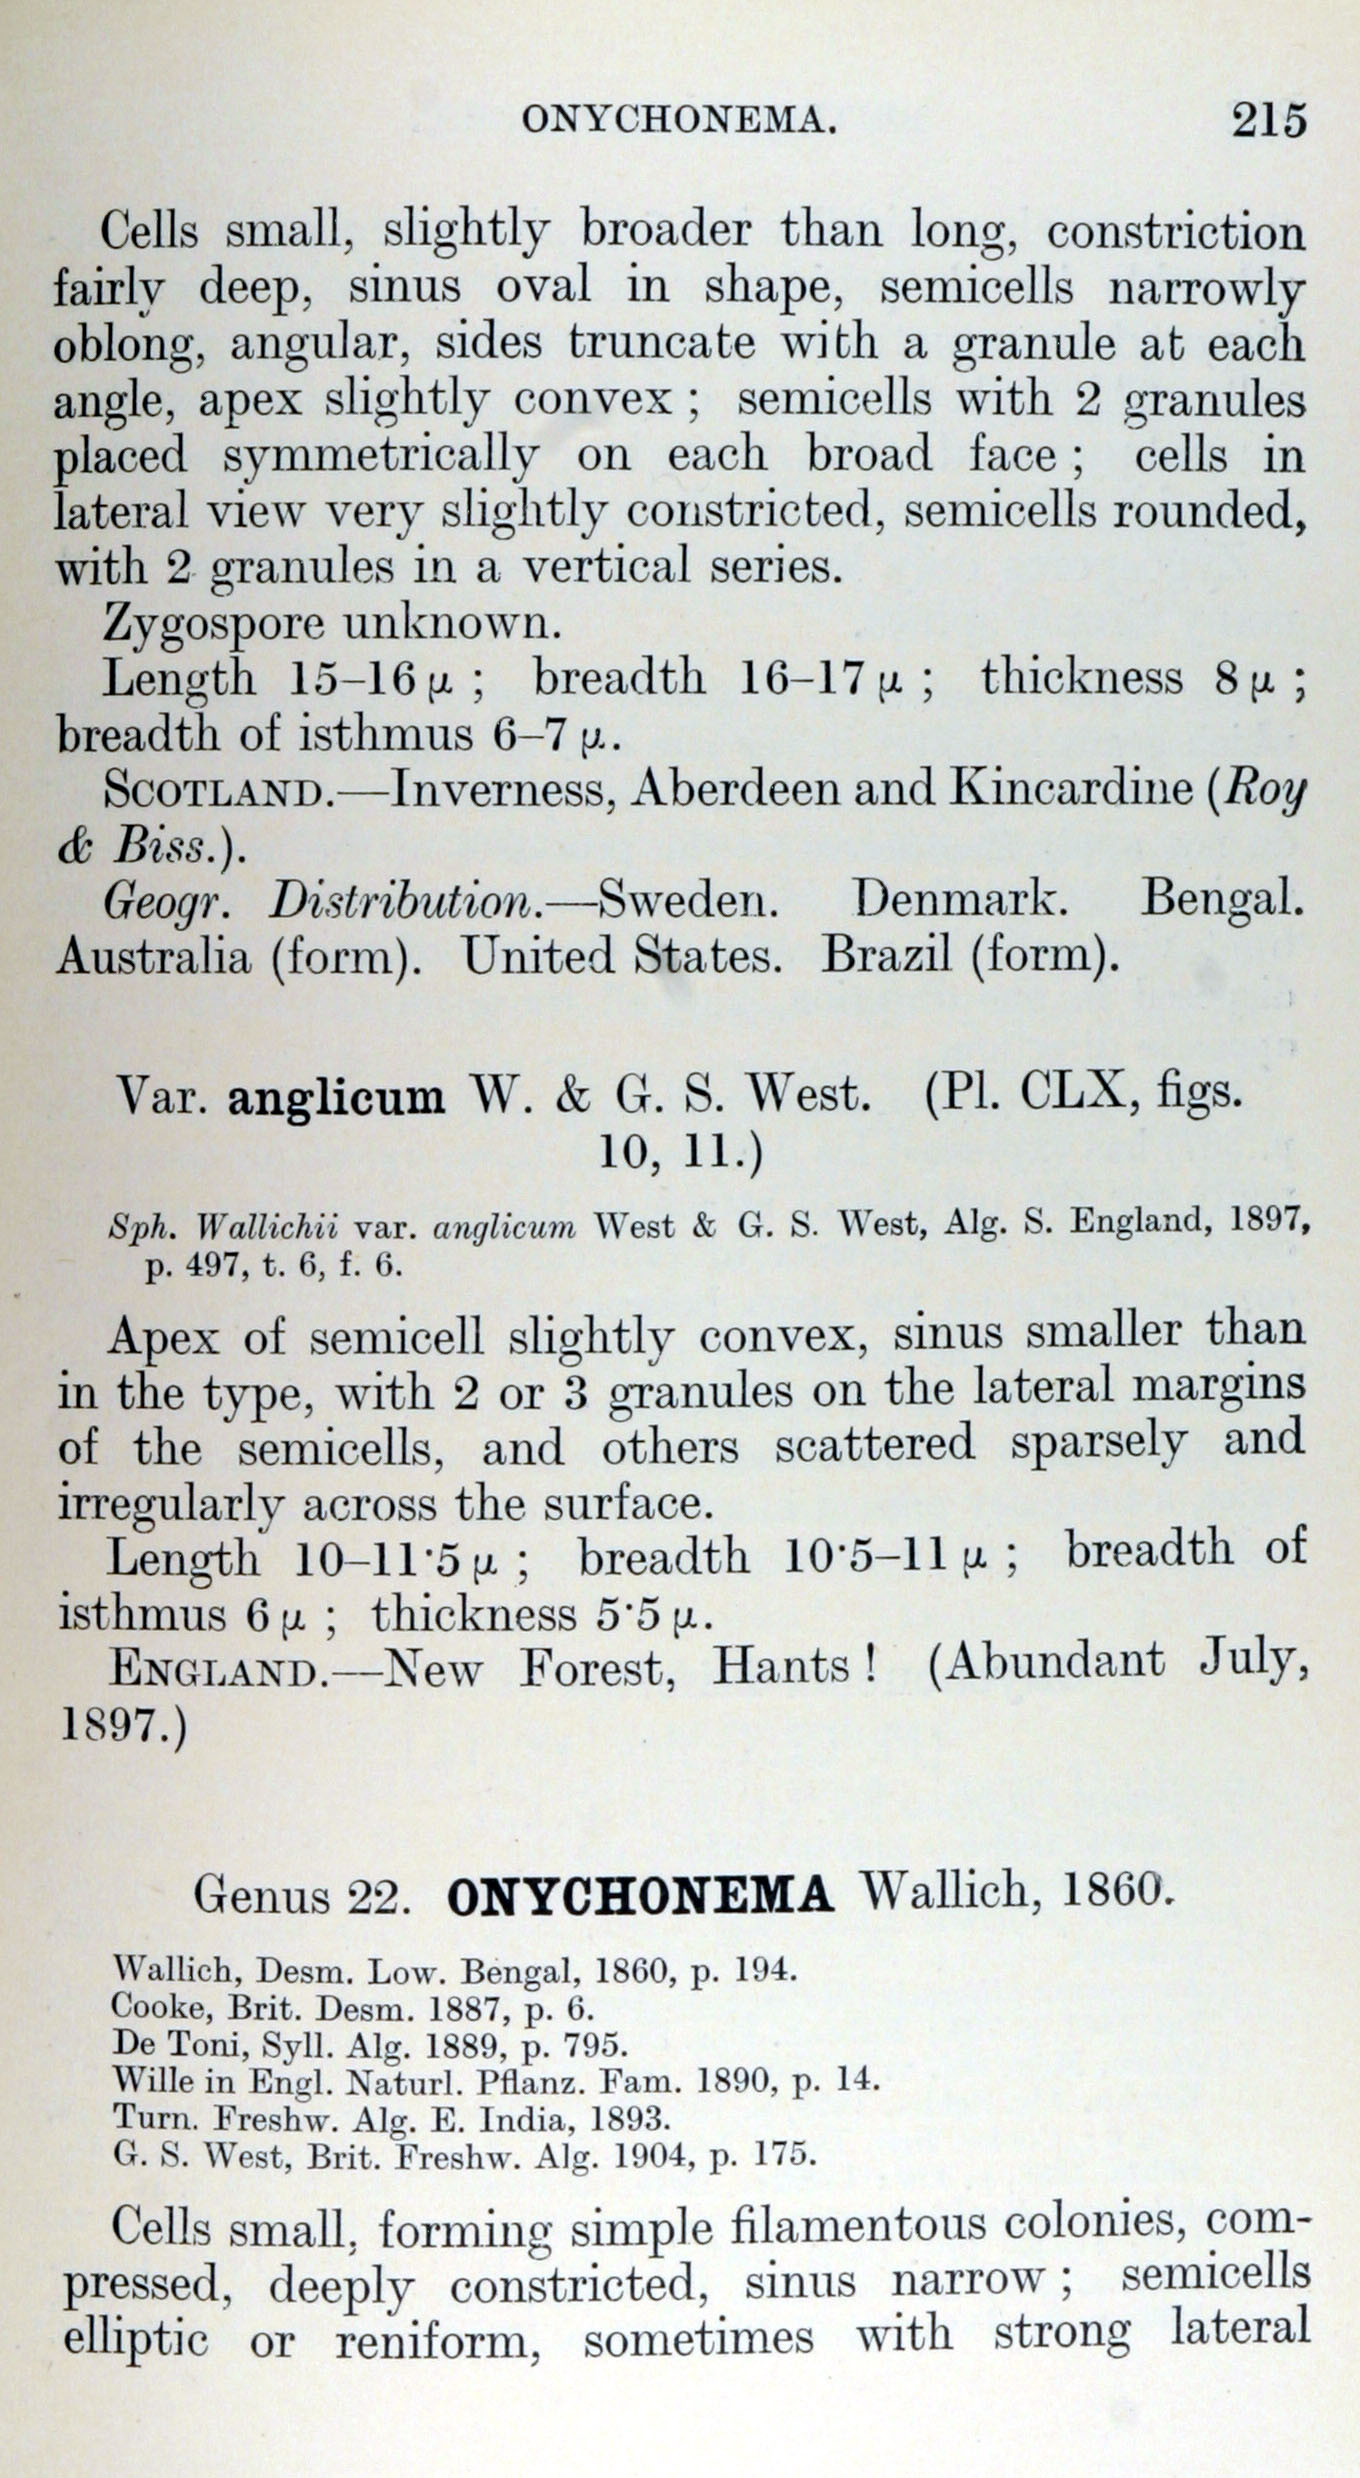 ONYCHONEMA. 215
Cells small, slightly broader than long, constriction
fairly deep, sinus oval in shape, semicells narrowly
oblong, angular, sides truncate with a granule at each
angle, apex slightly convex ; semicells with 2 granules
placed symmetrically on each broad face ; cells in
lateral view very slightly constricted, semicells rounded,
with 2 granules in a vertical series.
Zygospore unknown.
Length 15–16 μ ; breadth 16–17 μ ; thickness 8 μ ;
breadth of isthmus 6–7 μ.
SCOTLAND.—Inverness, Aberdeen and Kincardine (Roy
& Biss.).
Geogr. Distribution.—Sweden. Denmark. Bengal.
Australia (form). United States. Brazil (form).
Var. anglicum W. & G. S. West. (Pl. CLX, figs.
10, 11.)
Sph. Wallichii var. anglicum West & G. S. West, Alg. S. England, 1897,
p. 497, t. 6, f. 6.
Apex of semicell slightly convex, sinus smaller than
in the type, with 2 or 3 granules on the lateral margins
of the semicells, and others scattered sparsely and
irregularly across the surface.
Length 10–11·5 μ ; breadth 10·5–11 μ ; breadth of
isthmus 6 μ ; thickness 5·5 μ.
ENGLAND.—New Forest, Hants ! (Abundant July,
1897.)
Genus 22. ONYCHONEMA Wallich, 1860.
Wallich, Desm. Low. Bengal, 1860, p. 194.
Cooke, Brit. Desm. 1887, p. 6.
De Toni, Syll. Alg. 1889, p. 795.
Wille in Engl. Naturl. Pflanz. Fam. 1890, p. 14.
Turn. Freshw. Alg. E. India, 1893.
G. S. West, Brit. Freshw. Alg. 1904, p. 175.
Cells small, forming simple filamentous colonies, com-
pressed, deeply constricted, sinus narrow ; semicells
elliptic or reniform, sometimes with strong lateral